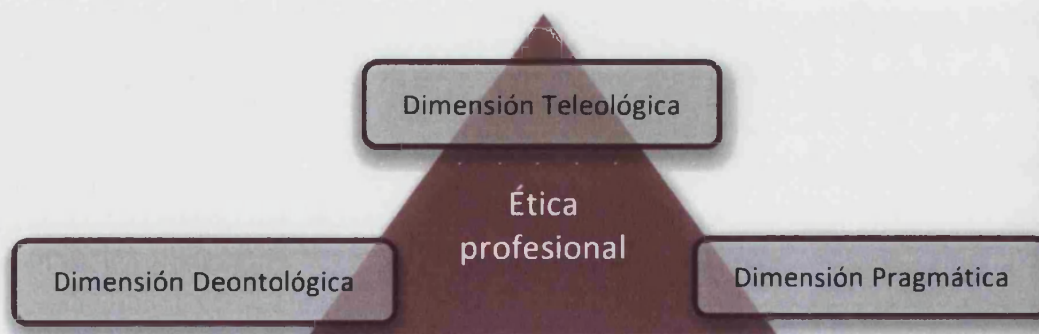 Dimensión Teleológica
Ética
profesional
Dimensión Deontológica
Dimensión Pragmática